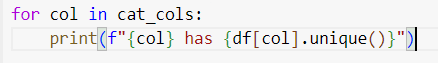 for col in cat_cols:
    print(f"{col} has {df[col].unique()}")